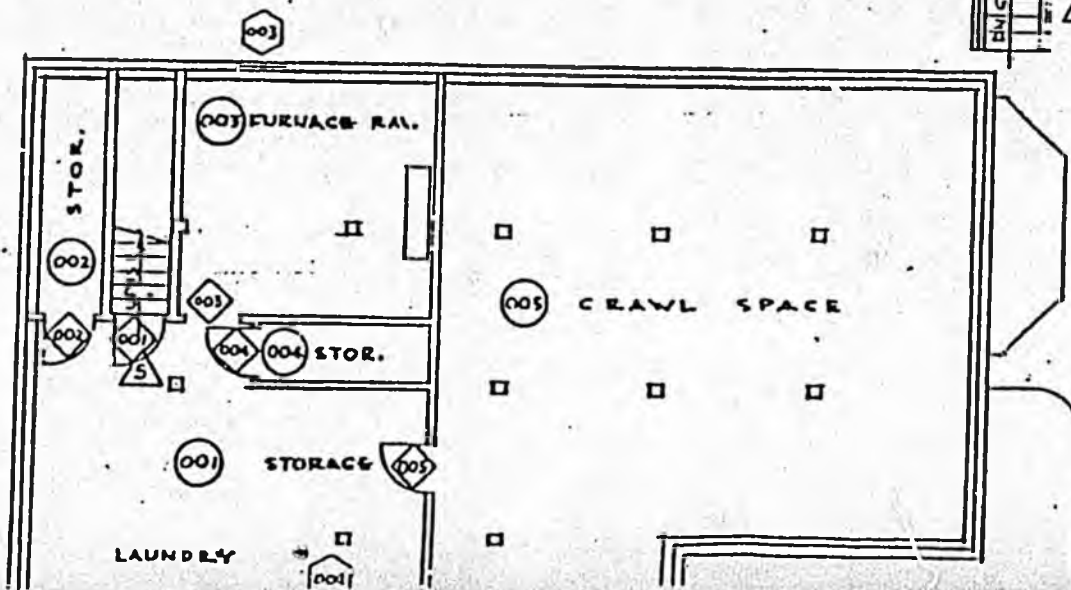 003
003 FURNACE RM.
STOR.
002
003
005 CRAWL SPACE
002
001
004
004 STOR.
S
001
STORAGE
005
LAUNDRY